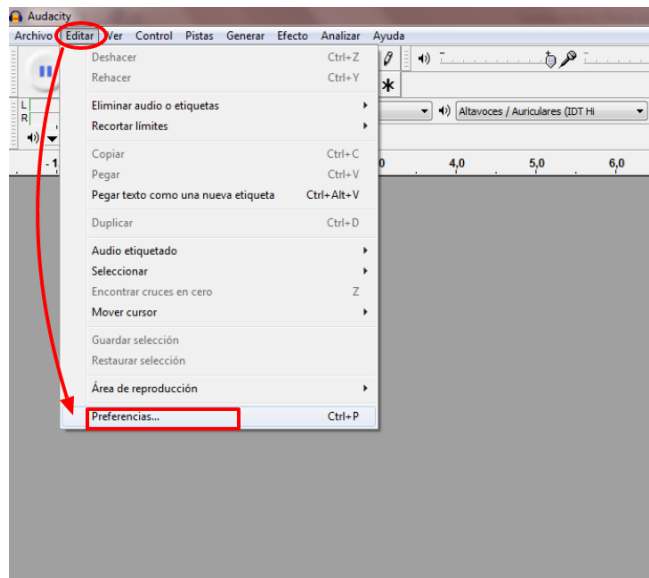 Audacity
Archivo Editar Ver Control Pistas Generar Efecto Analizar Ayuda
Deshacer Ctrl+Z
Rehacer Ctrl+Y
Eliminar audio o etiquetas
Recortar límites
Copiar Ctrl+C
Pegar Ctrl+V
Pegar texto como una nueva etiqueta Ctrl+Alt+V
Duplicar Ctrl+D
Audio etiquetado
Seleccionar
Encontrar cruces en cero Z
Mover cursor
Guardar selección
Restaurar selección
Área de reproducción
Preferencias... Ctrl+P
L
R
Altavoces / Auriculares (IDT Hi
-1 0 4,0 5,0 6,0